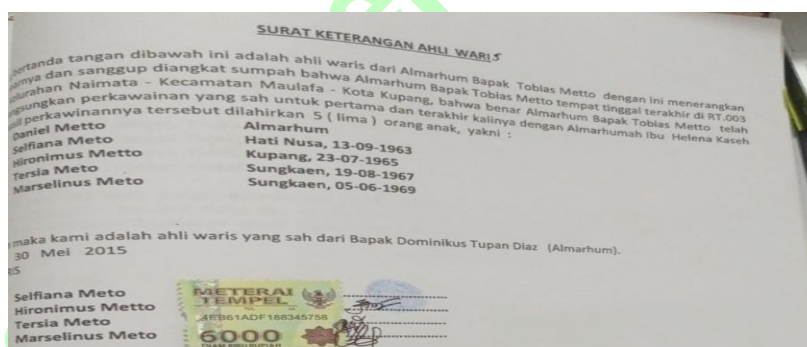 SURAT KETERANGAN AHLI WARIS
bertanda tangan dibawah ini adalah ahli waris dari Almarhum Bapak Tobias Metto dengan ini menerangkan
dan sanggup diangkat sumpah bahwa Almarhum Bapak Tobias Metto tempat tinggal terakhir di RT.003
Naimata - Kecamatan Maulafa - Kota Kupang, bahwa benar Almarhum Bapak Tobias Metto telah
perkawainan yang sah untuk pertama dan terakhir kalinya dengan Almarhumah Ibu Helena Kaseh
perkawinannya tersebut dilahirkan 5 ( lima ) orang anak, yakni :
Daniel Metto Almarhum
Selfiana Meto Hati Nusa, 13-09-1963
Hironimus Metto Kupang, 23-07-1965
Tersia Meto Sungkaen, 19-08-1967
Marselinus Meto Sungkaen, 05-06-1969
maka kami adalah ahli waris yang sah dari Bapak Dominikus Tupan Diaz (Almarhum).
30 Mei 2015
Selfiana Meto
Hironimus Metto
Tersia Meto
Marselinus Meto
METERAI
TEMPEL
4EB61ADF188345758
6000
ENAM RIBU RUPIAH